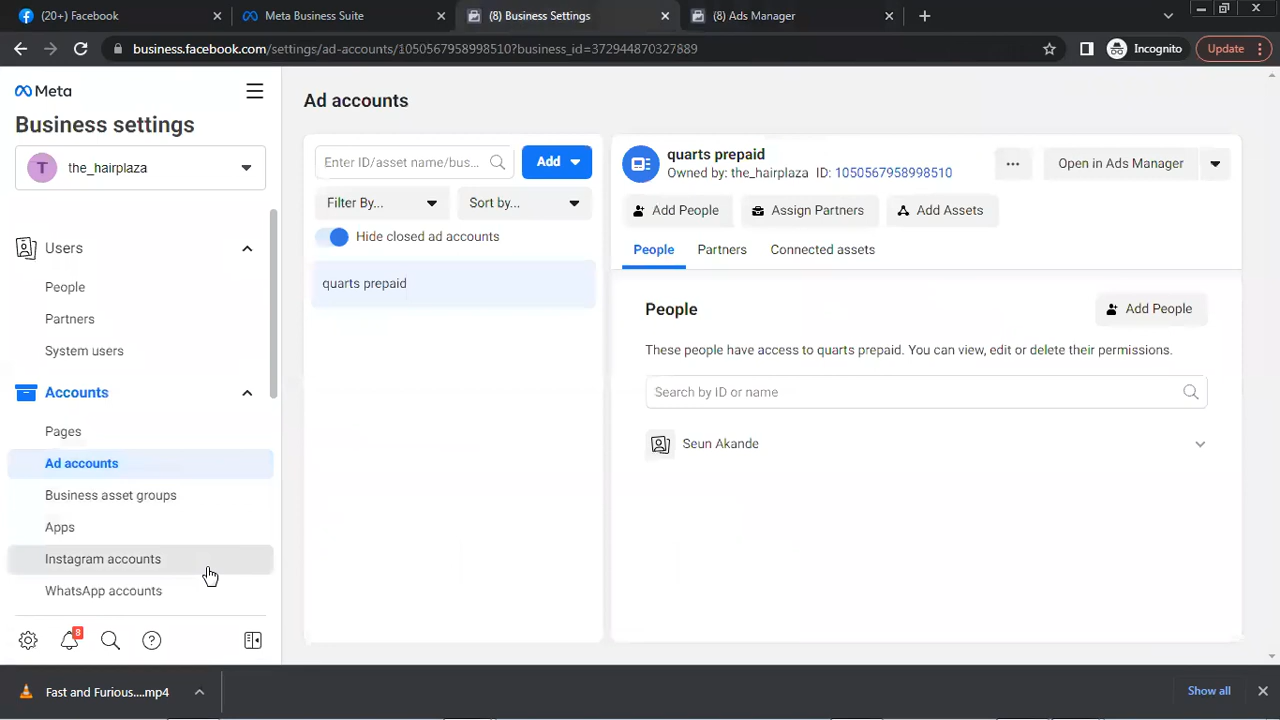 (20+) Facebook
Meta Business Suite
(8) Business Settings
(8) Ads Manager
business.facebook.com/settings/ad-accounts/1050567958998510?business_id=372944870327889
Incognito
Update
Meta
Business settings
T
the_hairplaza
Users
People
Partners
System users
Accounts
Pages
Ad accounts
Business asset groups
Apps
Instagram accounts
WhatsApp accounts
8
Ad accounts
Enter ID/asset name/bus...
Add
Filter By...
Sort by...
Hide closed ad accounts
quarts prepaid
quarts prepaid
Owned by: the_hairplaza ID: 1050567958998510
Open in Ads Manager
Add People
Assign Partners
Add Assets
People
Partners
Connected assets
People
Add People
These people have access to quarts prepaid. You can view, edit or delete their permissions.
Search by ID or name
Seun Akande
Fast and Furious....mp4
Show all